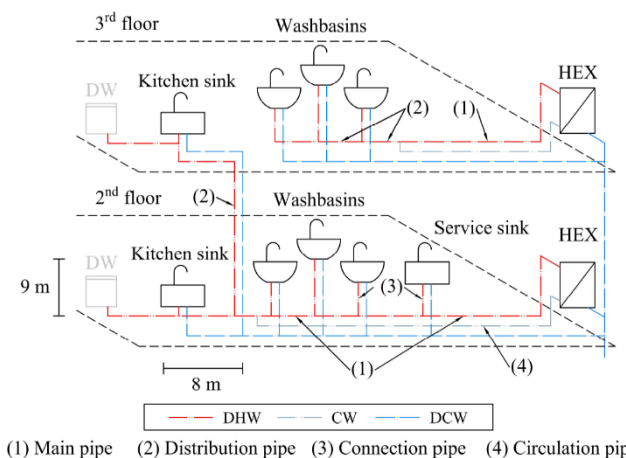 3rd floor
Washbasins
HEX
DW
Kitchen sink
(2)
(1)
(2)
2nd floor
Washbasins
Service sink
HEX
DW
Kitchen sink
9 m
(3)
(1)
(4)
8 m
DHW CW DCW
(1) Main pipe (2) Distribution pipe (3) Connection pipe (4) Circulation pip